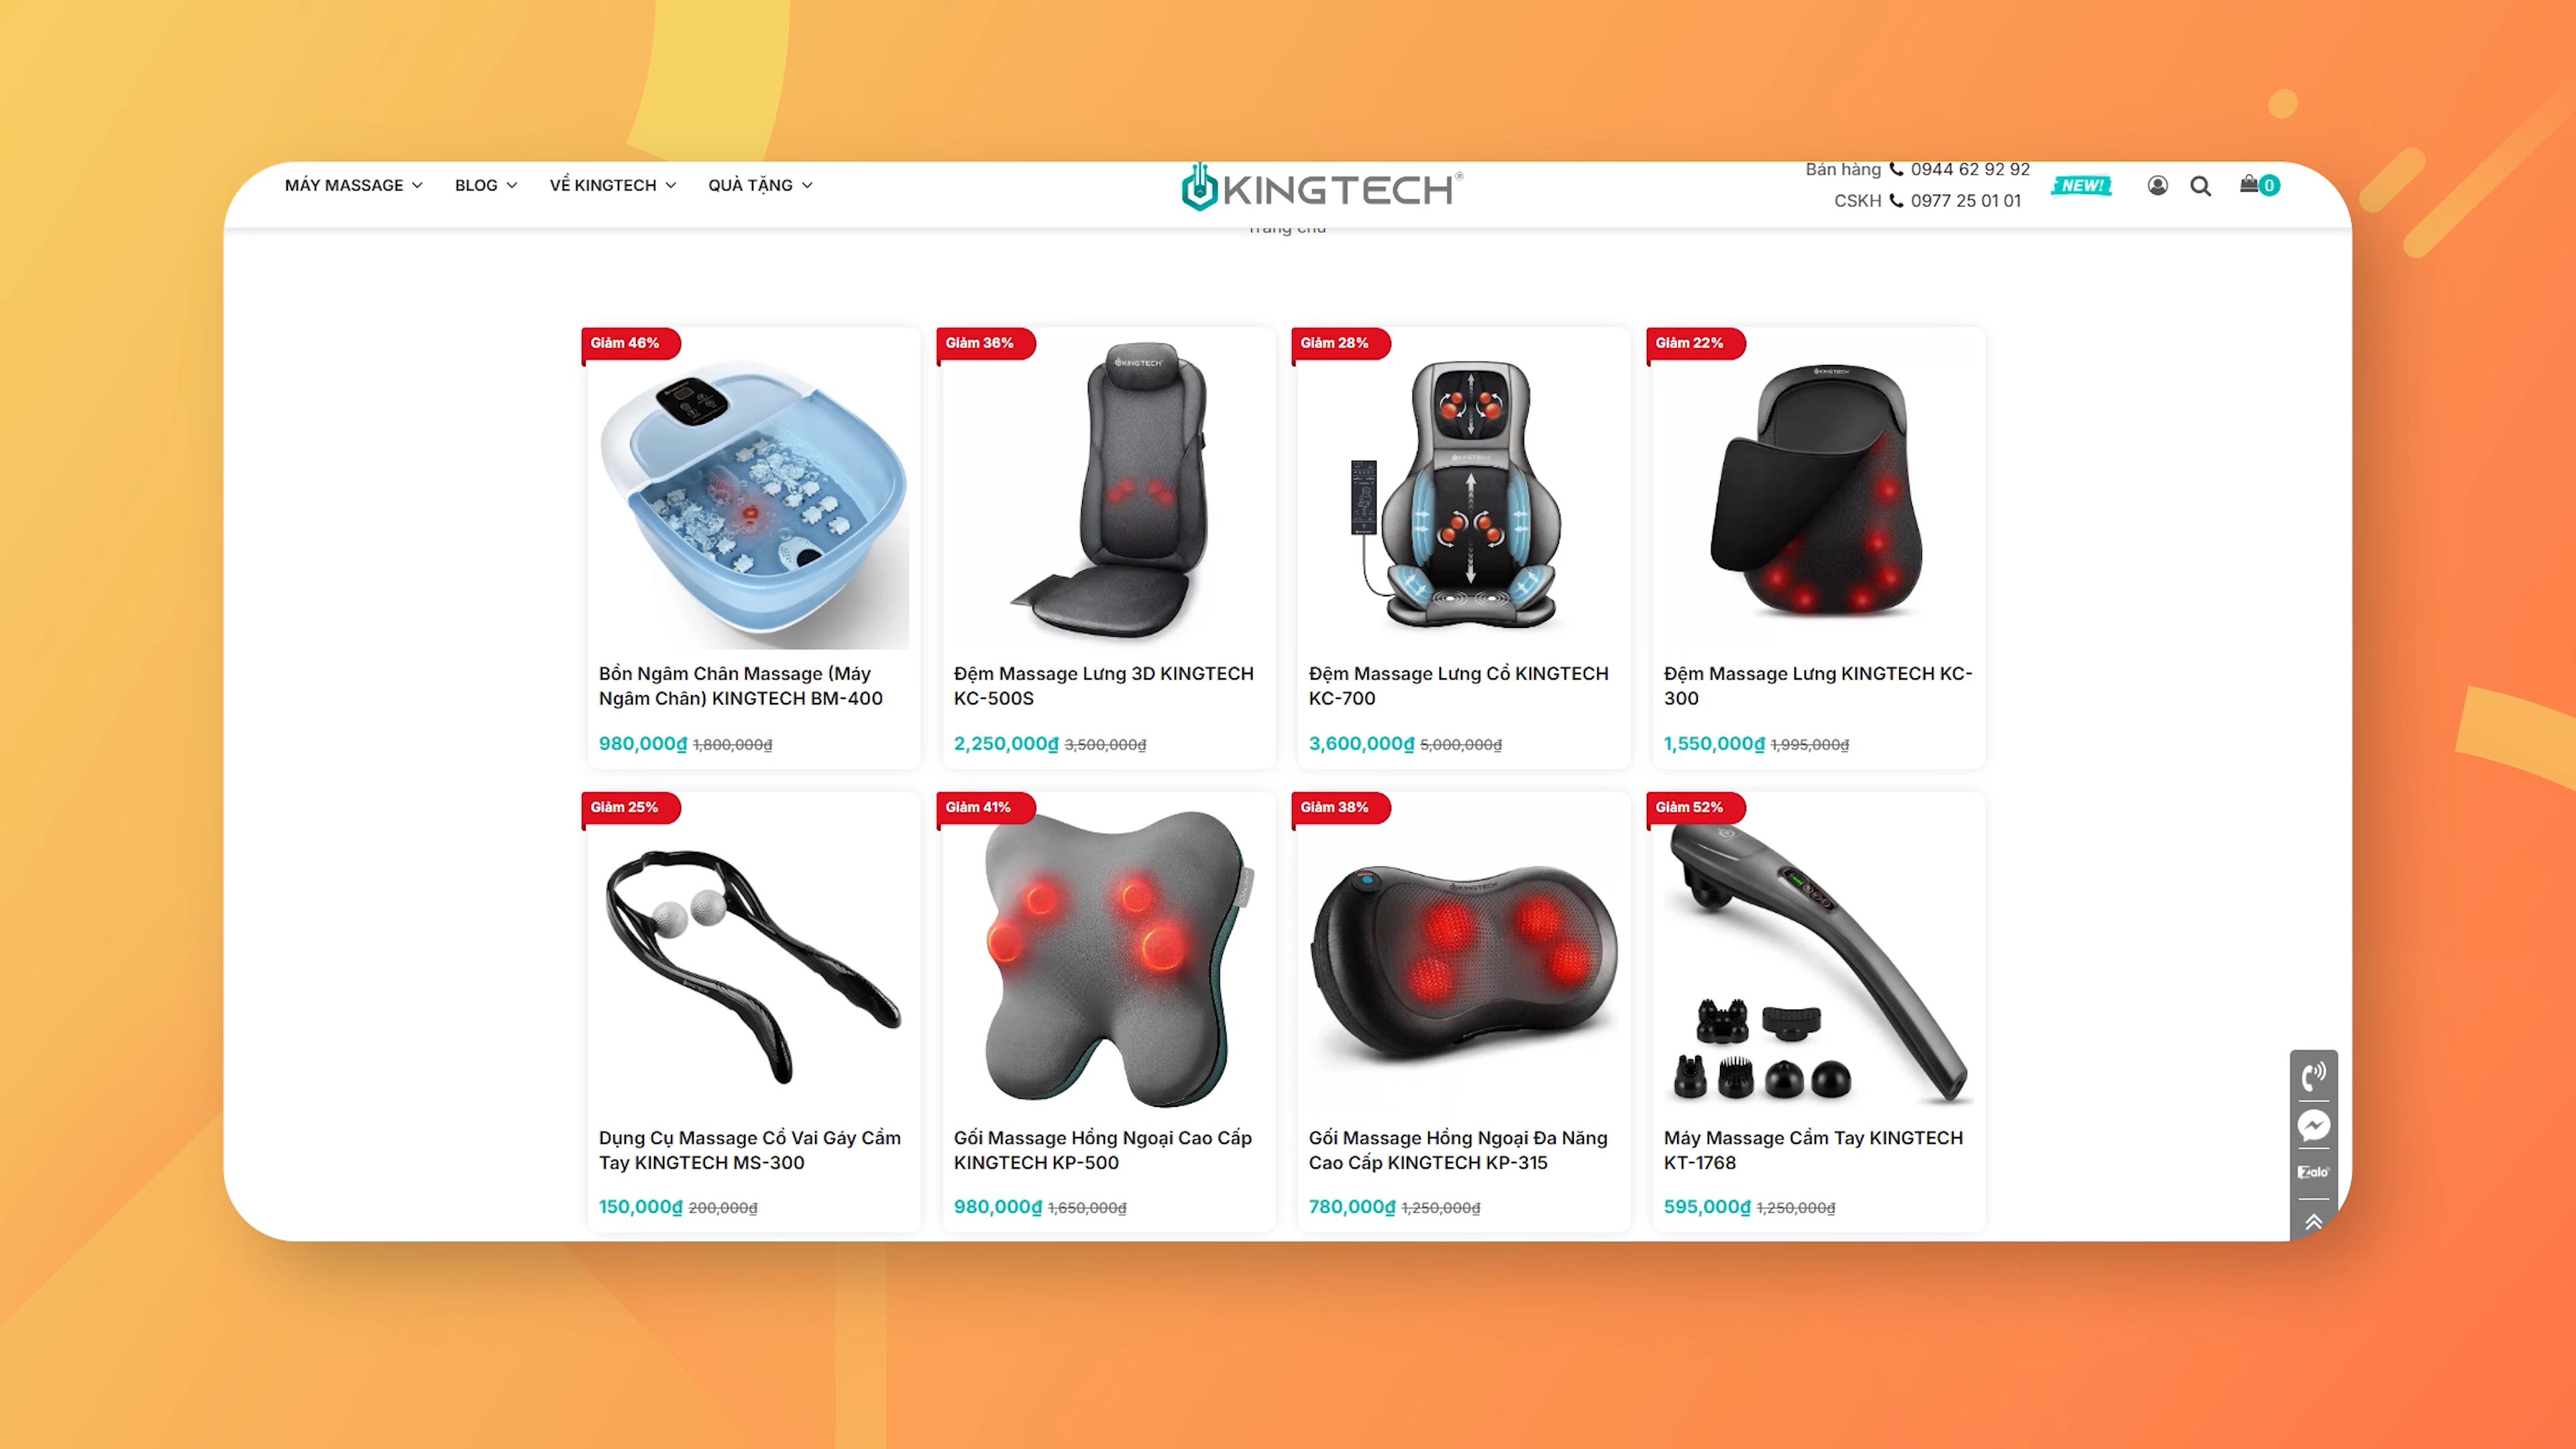 MÁY MASSAGE BLOG VỀ KINGTECH QUÀ TẶNG
KINGTECH®
Bán hàng 0944 62 92 92
CSKH 0977 25 01 01
NEW!
0
Trang chủ
Giảm 46%
Giảm 36%
Giảm 28%
Giảm 22%
KINGTECH
KINGTECH
KINGTECH
Bồn Ngâm Chân Massage (Máy
Ngâm Chân) KINGTECH BM-400
980,000₫ 1,800,000₫
Đệm Massage Lưng 3D KINGTECH
KC-500S
2,250,000₫ 3,500,000₫
Đệm Massage Lưng Cổ KINGTECH
KC-700
3,600,000₫ 5,000,000₫
Đệm Massage Lưng KINGTECH KC-
300
1,550,000₫ 1,995,000₫
Giảm 25%
Giảm 41%
Giảm 38%
Giảm 52%
KINGTECH
KINGTECH
Dụng Cụ Massage Cổ Vai Gáy Cầm
Tay KINGTECH MS-300
150,000₫ 200,000₫
Gối Massage Hồng Ngoại Cao Cấp
KINGTECH KP-500
980,000₫ 1,650,000₫
Gối Massage Hồng Ngoại Đa Năng
Cao Cấp KINGTECH KP-315
780,000₫ 1,250,000₫
Máy Massage Cầm Tay KINGTECH
KT-1768
595,000₫ 1,250,000₫
Zalo